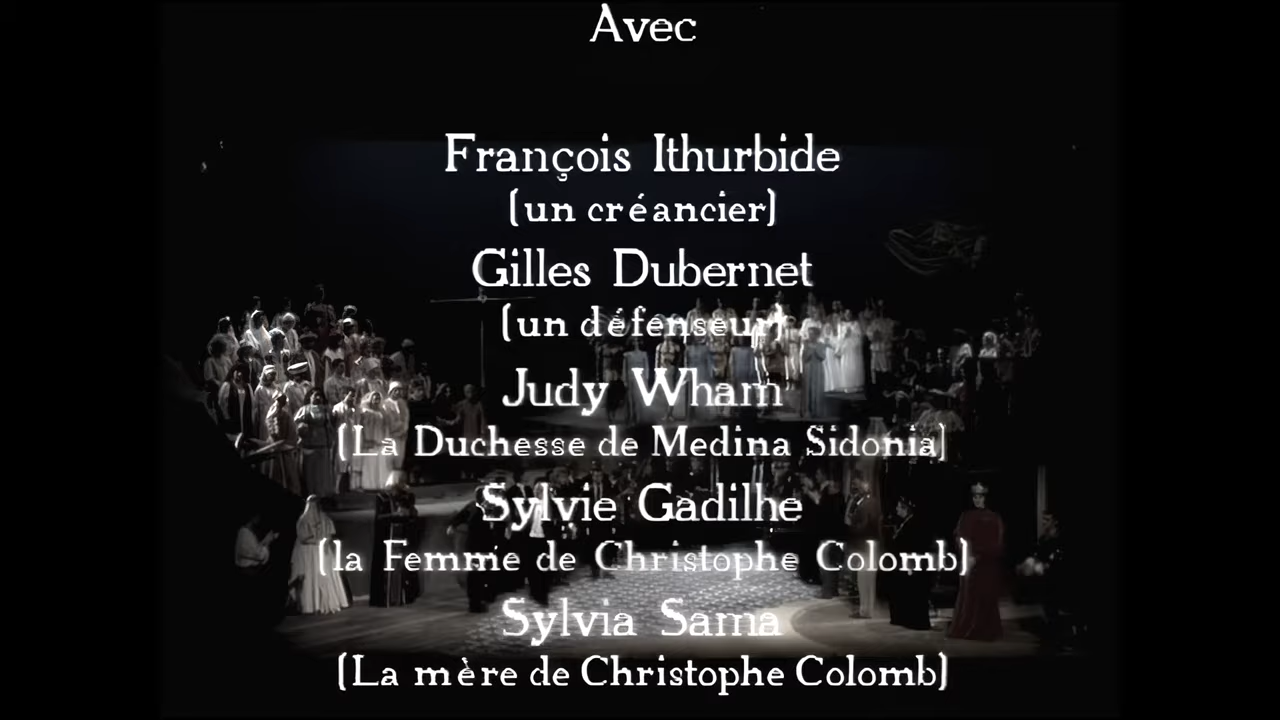 Avec
François Ithurbide
(un créancier)
Gilles Dubernet
(un défenseur)
Judy Wham
(La Duchesse de Medina Sidonia)
Sylvie Gadilhe
(la Femme de Christophe Colomb)
Sylvia Sama
(La mère de Christophe Colomb)